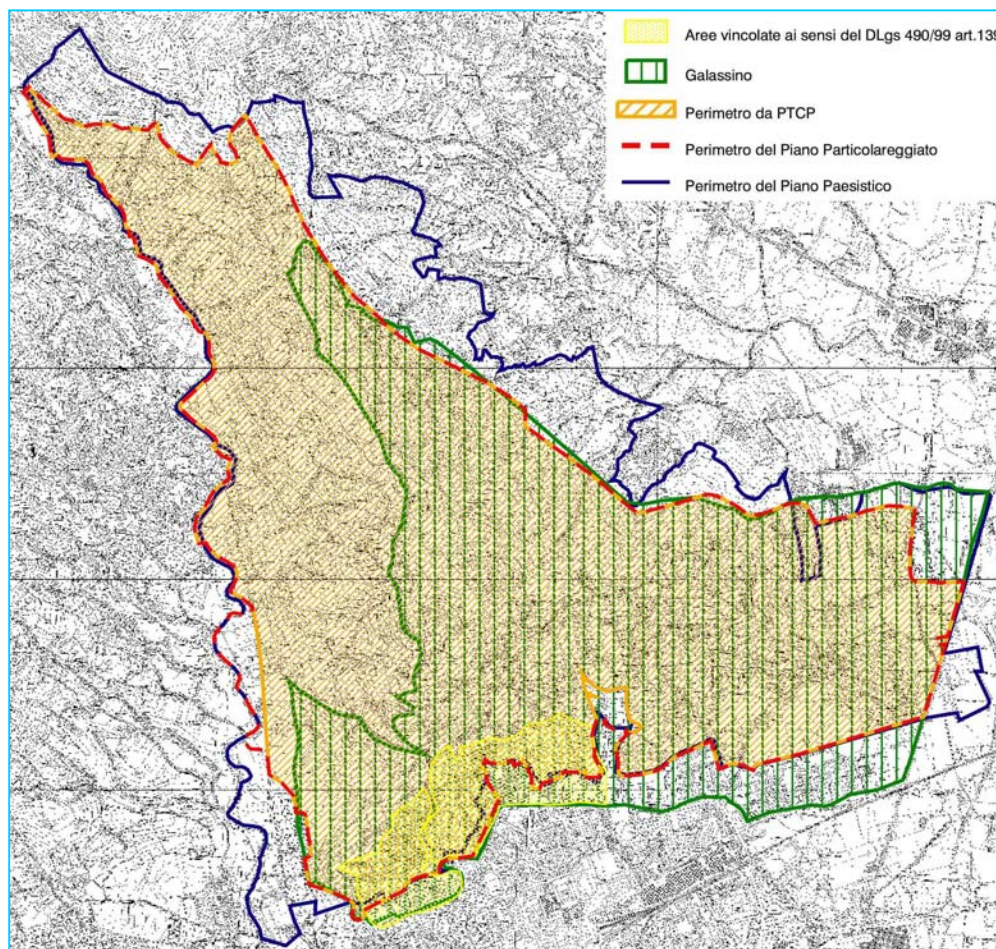 Aree vincolate ai sensi del DLgs 490/99 art.139
Galassino
Perimetro da PTCP
Perimetro del Piano Particolareggiato
Perimetro del Piano Paesistico